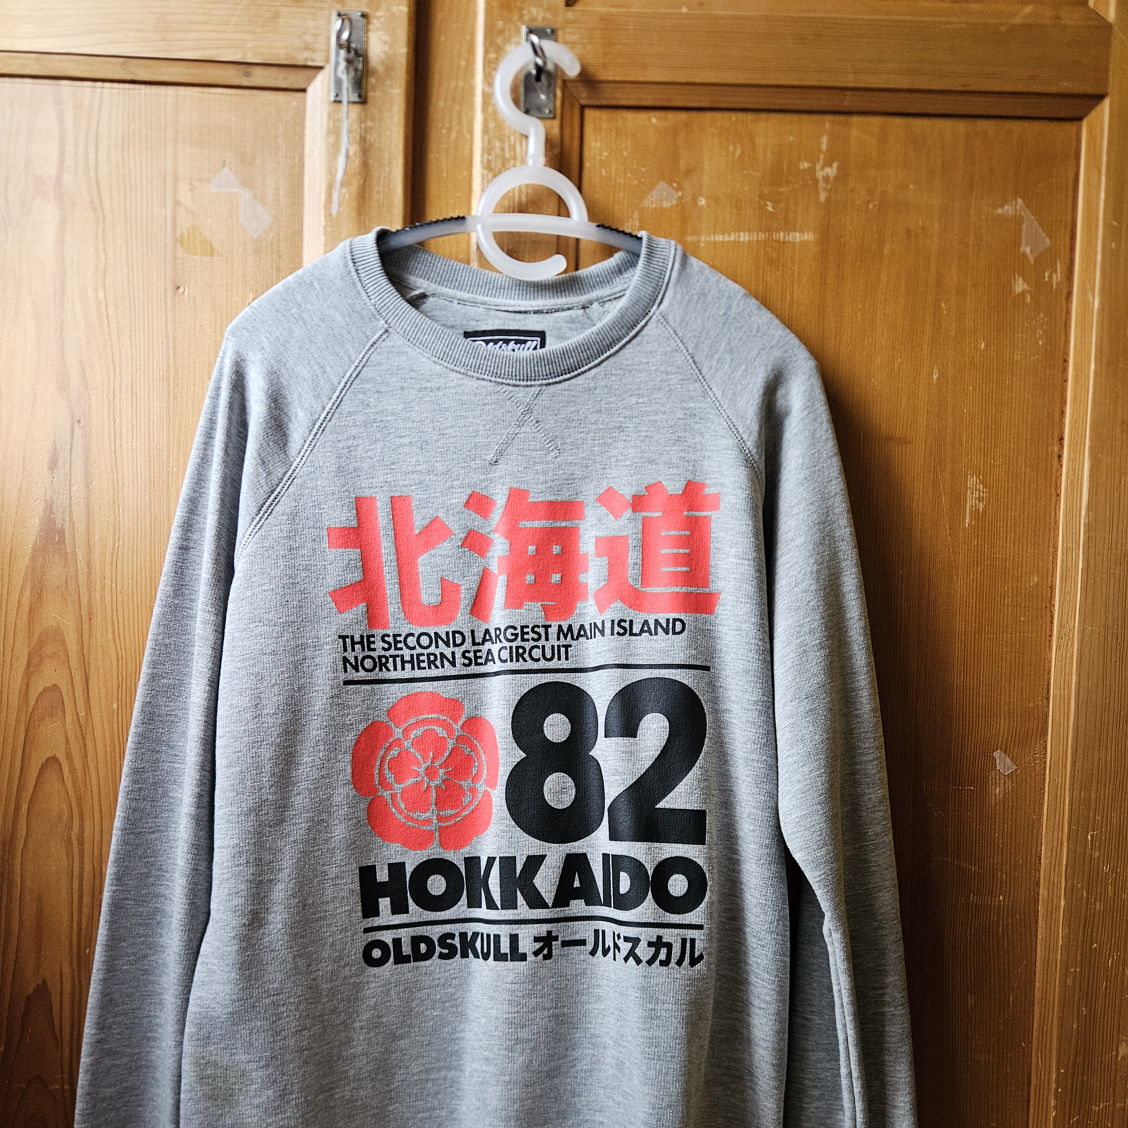 Oldskull
北海道
THE SECOND LARGEST MAIN ISLAND
NORTHERN SEA CIRCUIT
82
HOKKAIDO
OLDSKULL オールドスカル